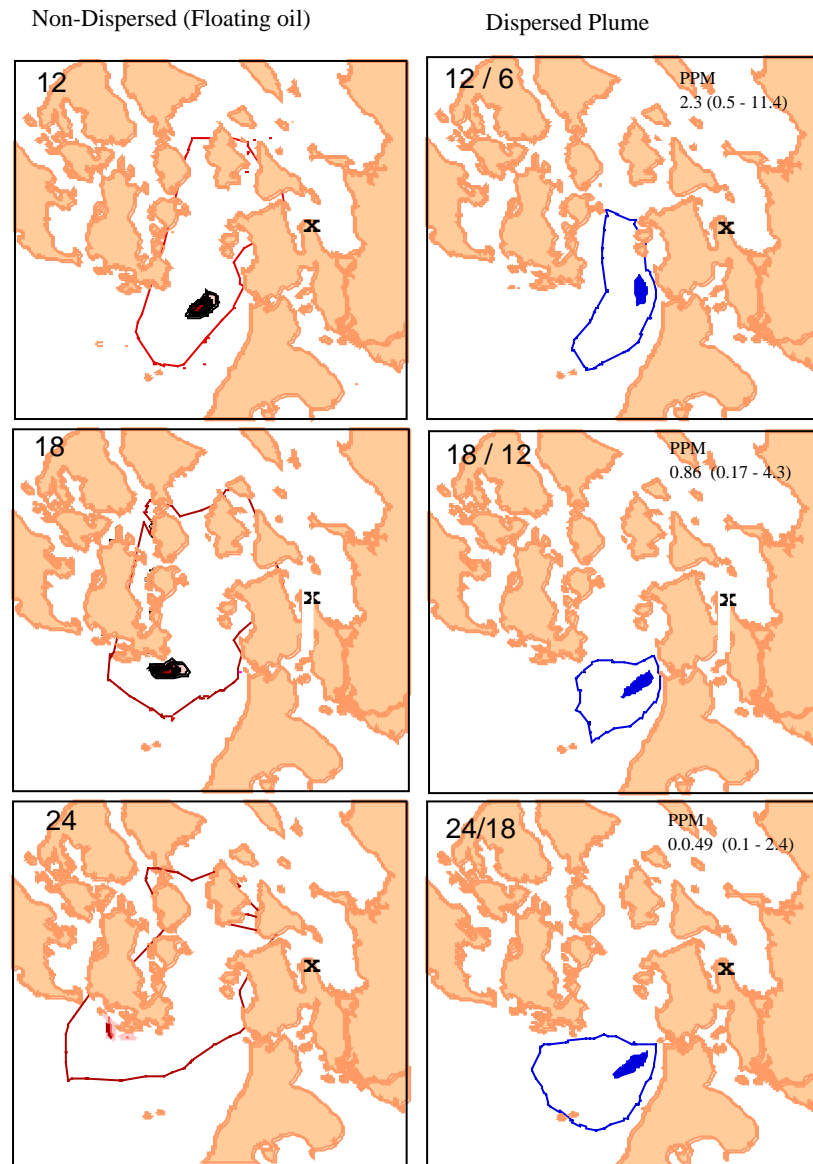 Non-Dispersed (Floating oil)
Dispersed Plume
12
x
12 / 6
PPM
2.3 (0.5 - 11.4)
x
18
x
18 / 12
PPM
0.86 (0.17 - 4.3)
x
24
x
24/18
PPM
0.0.49 (0.1 - 2.4)
x